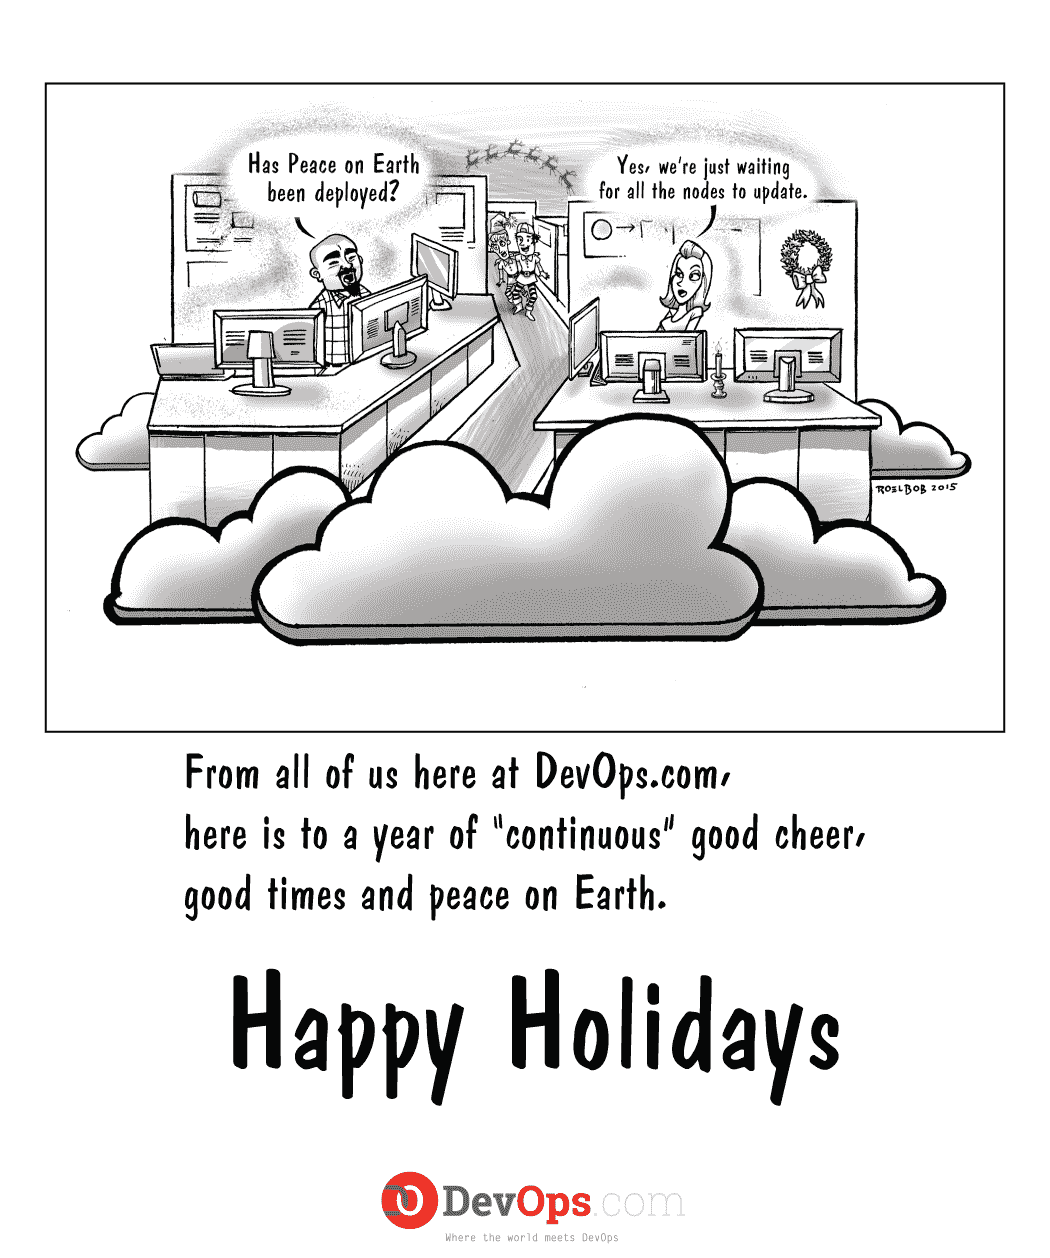 Has Peace on Earth
been deployed?
Yes, we're just waiting
for all the nodes to update.
ROELBOB 2015
From all of us here at DevOps.com,
here is to a year of "continuous" good cheer,
good times and peace on Earth.
Happy Holidays
DevOps.com
Where the world meets DevOps